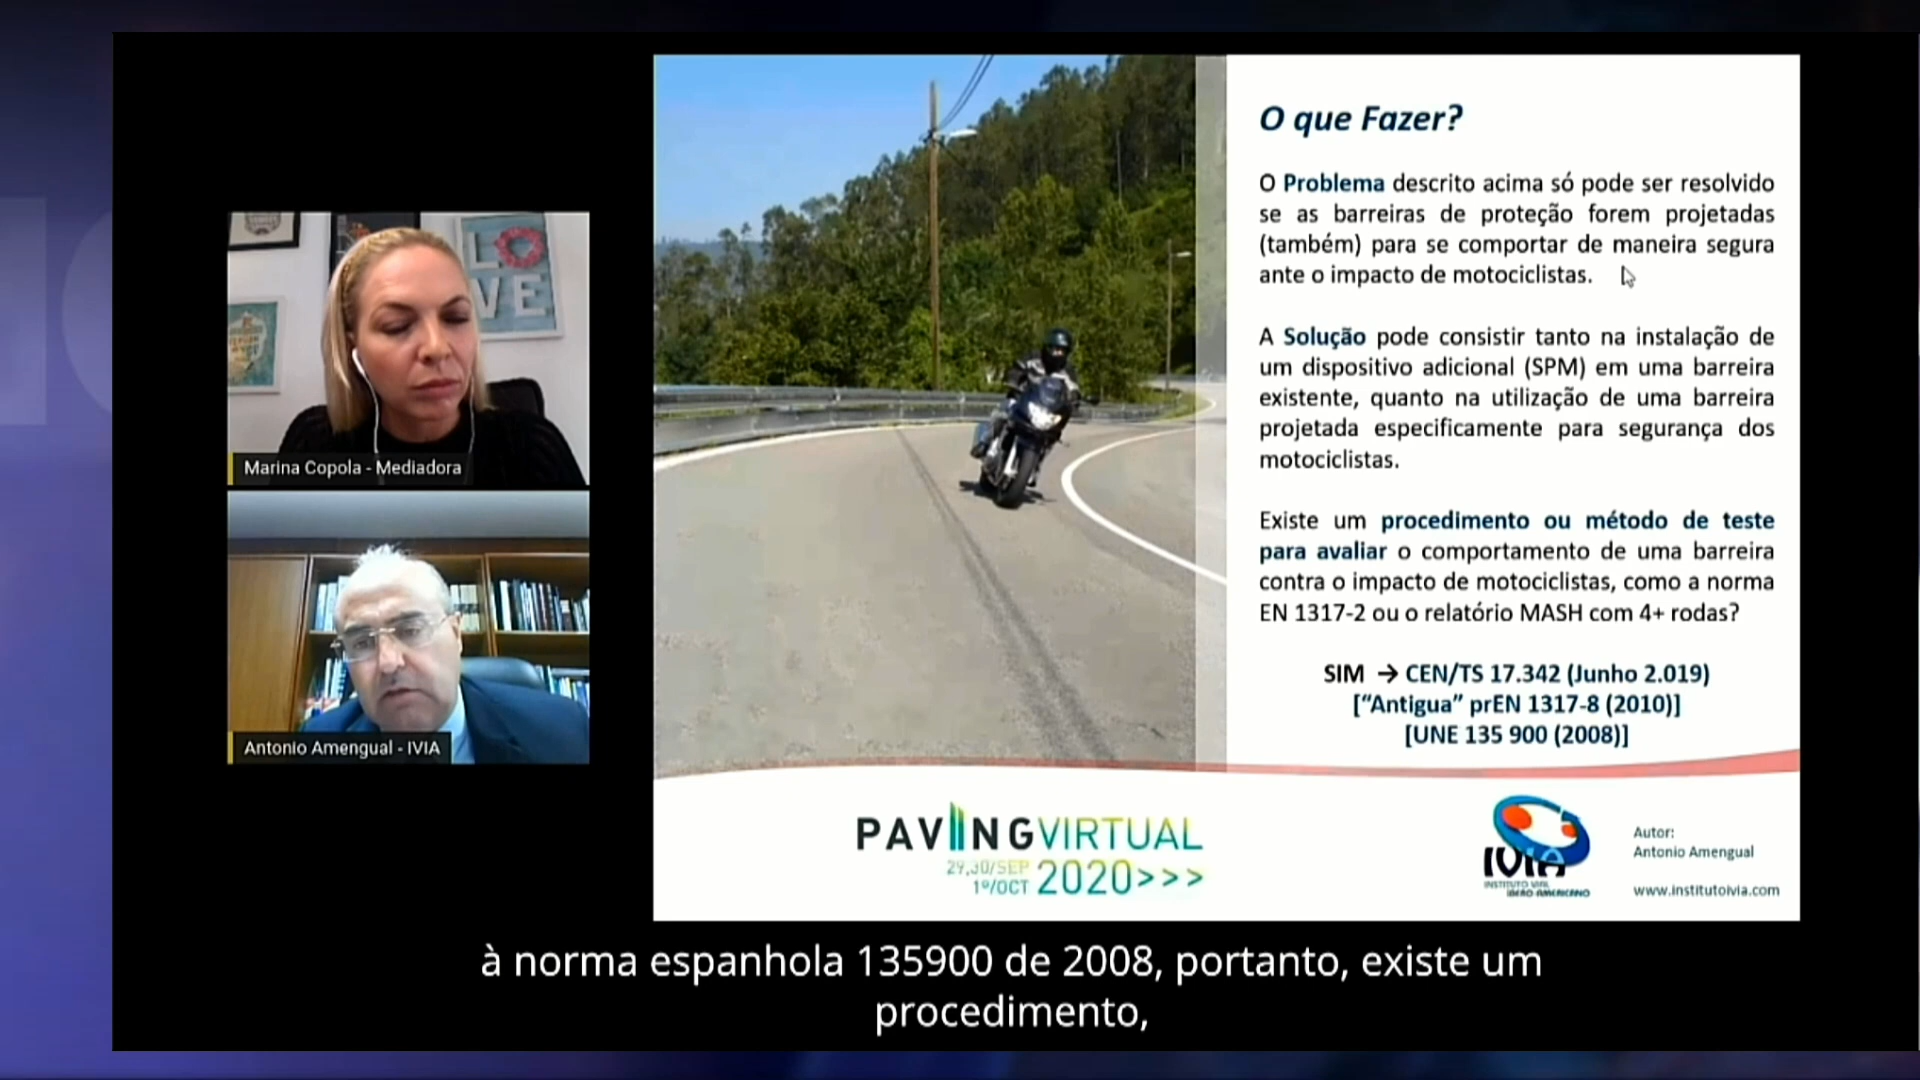 LOVE
Marina Copola - Mediadora
Antonio Amengual - IVIA
O que Fazer?
O Problema descrito acima só pode ser resolvido
se as barreiras de proteção forem projetadas
(também) para se comportar de maneira segura
ante o impacto de motociclistas.
A Solução pode consistir tanto na instalação de
um dispositivo adicional (SPM) em uma barreira
existente, quanto na utilização de uma barreira
projetada especificamente para segurança dos
motociclistas.
Existe um procedimento ou método de teste
para avaliar o comportamento de uma barreira
contra o impacto de motociclistas, como a norma
EN 1317-2 ou o relatório MASH com 4+ rodas?
SIM → CEN/TS 17.342 (Junho 2.019)
[“Antigua” prEN 1317-8 (2010)]
[UNE 135 900 (2008)]
PAVINGVIRTUAL
29,30/SEP
1º/OCT 2020>>>
IVIA
INSTITUTO VIAL
IBERO-AMERICANO
Autor:
Antonio Amengual
www.institutoivia.com
à norma espanhola 135900 de 2008, portanto, existe um
procedimento,